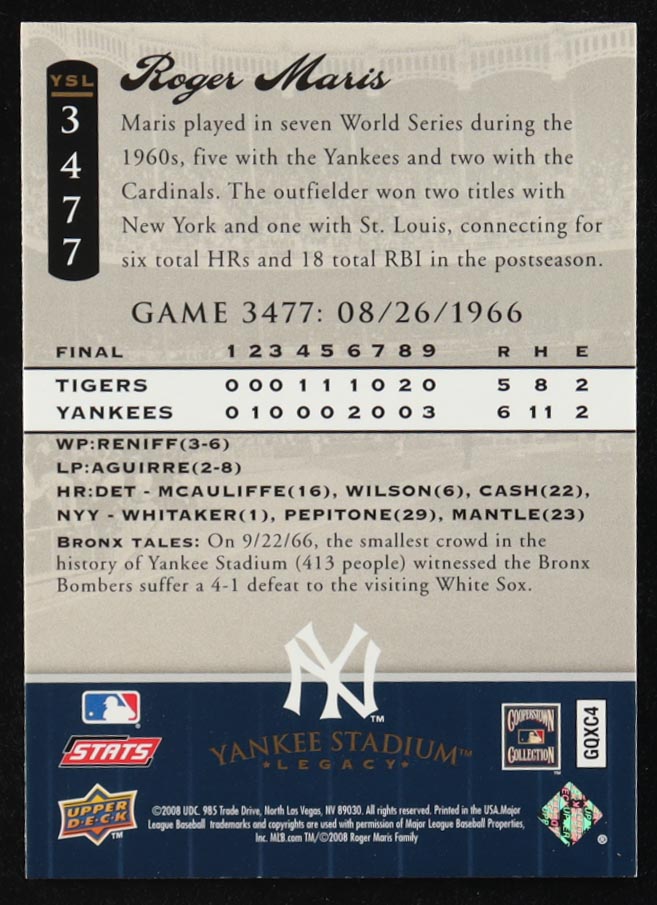 YSL
3477
Roger Maris
Maris played in seven World Series during the
1960s, five with the Yankees and two with the
Cardinals. The outfielder won two titles with
New York and one with St. Louis, connecting for
six total HRs and 18 total RBI in the postseason.
GAME 3477: 08/26/1966
FINAL 1 2 3 4 5 6 7 8 9 R H E
TIGERS 0 0 0 1 1 1 0 2 0 5 8 2
YANKEES 0 1 0 0 0 2 0 0 3 6 11 2
WP:RENIFF(3-6)
LP:AGUIRRE(2-8)
HR:DET - MCAULIFFE(16), WILSON(6), CASH(22),
NYY - WHITAKER(1), PEPITONE(29), MANTLE(23)
BRONX TALES: On 9/22/66, the smallest crowd in the
history of Yankee Stadium (413 people) witnessed the Bronx
Bombers suffer a 4-1 defeat to the visiting White Sox.
NY™
STATS
YANKEE STADIUM™
LEGACY
COOPERSTOWN
COLLECTION
GQXC4
UPPER
DECK™
©2008 UDC. 985 Trade Drive, North Las Vegas, NV 89030. All rights reserved. Printed in the USA.Major
League Baseball trademarks and copyrights are used with permission of Major League Baseball Properties,
Inc. MLB.com TM/©2008 Roger Maris Family
®